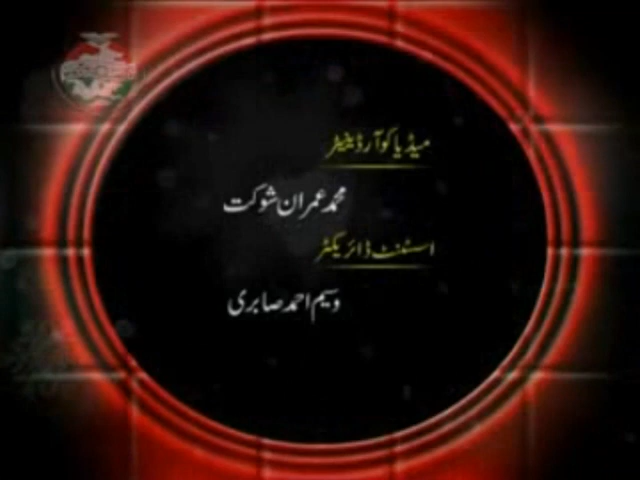 میڈیا کوآرڈینیٹر
محمد عمران شوکت
اسسٹنٹ ڈائریکٹر
وسیم احمد صابری